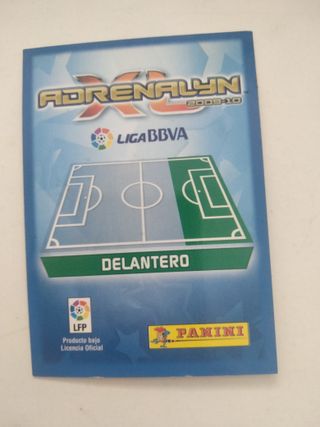 ADRENALYN
XL
2009-10
LIGA BBVA
DELANTERO
LFP
Producto bajo
Licencia Oficial
PANINI